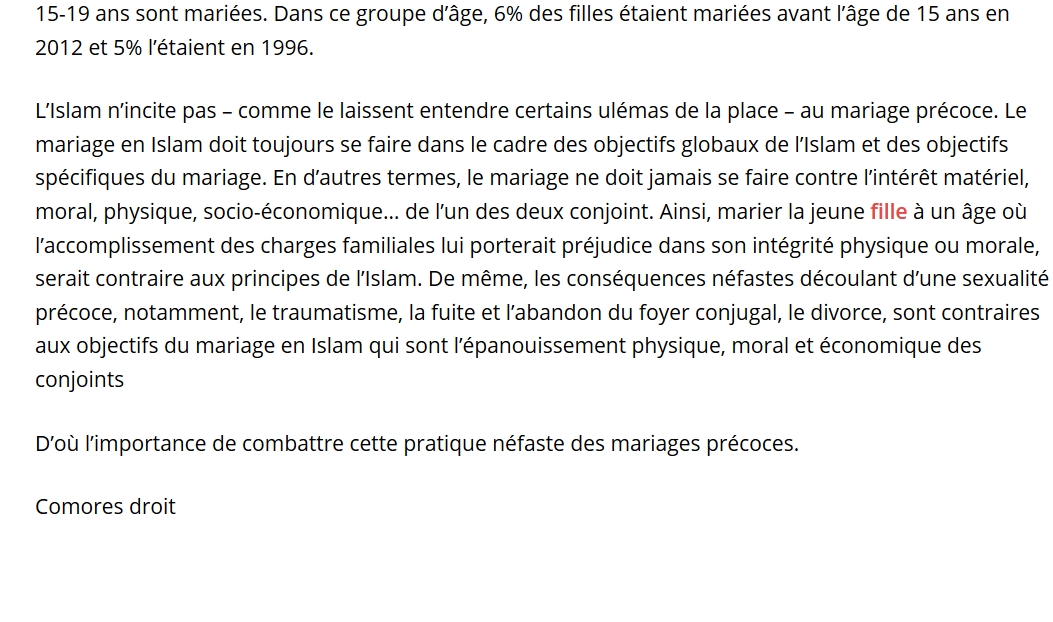 15-19 ans sont mariées. Dans ce groupe d’âge, 6% des filles étaient mariées avant l’âge de 15 ans en
2012 et 5% l’étaient en 1996.
L’Islam n’incite pas – comme le laissent entendre certains ulémas de la place – au mariage précoce. Le
mariage en Islam doit toujours se faire dans le cadre des objectifs globaux de l’Islam et des objectifs
spécifiques du mariage. En d’autres termes, le mariage ne doit jamais se faire contre l’intérêt matériel,
moral, physique, socio-économique… de l’un des deux conjoint. Ainsi, marier la jeune fille à un âge où
l’accomplissement des charges familiales lui porterait préjudice dans son intégrité physique ou morale,
serait contraire aux principes de l’Islam. De même, les conséquences néfastes découlant d’une sexualité
précoce, notamment, le traumatisme, la fuite et l’abandon du foyer conjugal, le divorce, sont contraires
aux objectifs du mariage en Islam qui sont l’épanouissement physique, moral et économique des
conjoints
D’où l’importance de combattre cette pratique néfaste des mariages précoces.
Comores droit